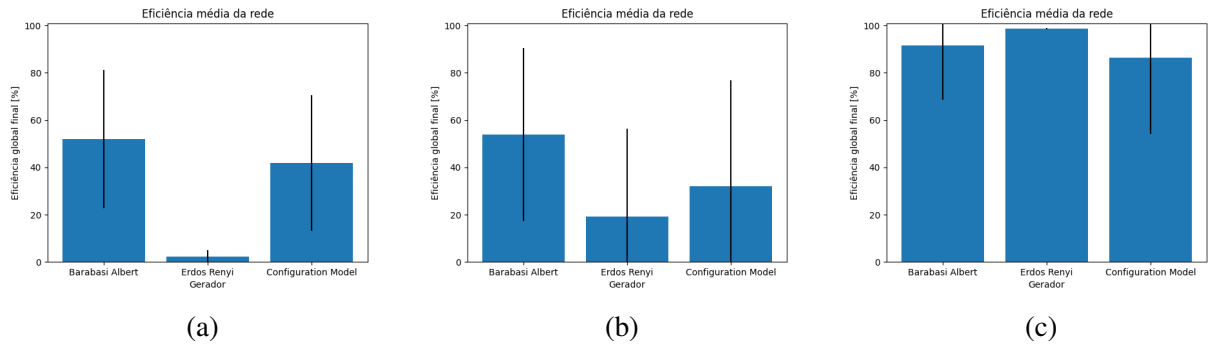 Eficiência média da rede
100
80
60
40
20
0
Eficiência global final [%]
Barabasi Albert Erdos Renyi Configuration Model
Gerador
(a)
Eficiência média da rede
100
80
60
40
20
0
Eficiência global final [%]
Barabasi Albert Erdos Renyi Configuration Model
Gerador
(b)
Eficiência média da rede
100
80
60
40
20
0
Eficiência global final [%]
Barabasi Albert Erdos Renyi Configuration Model
Gerador
(c)